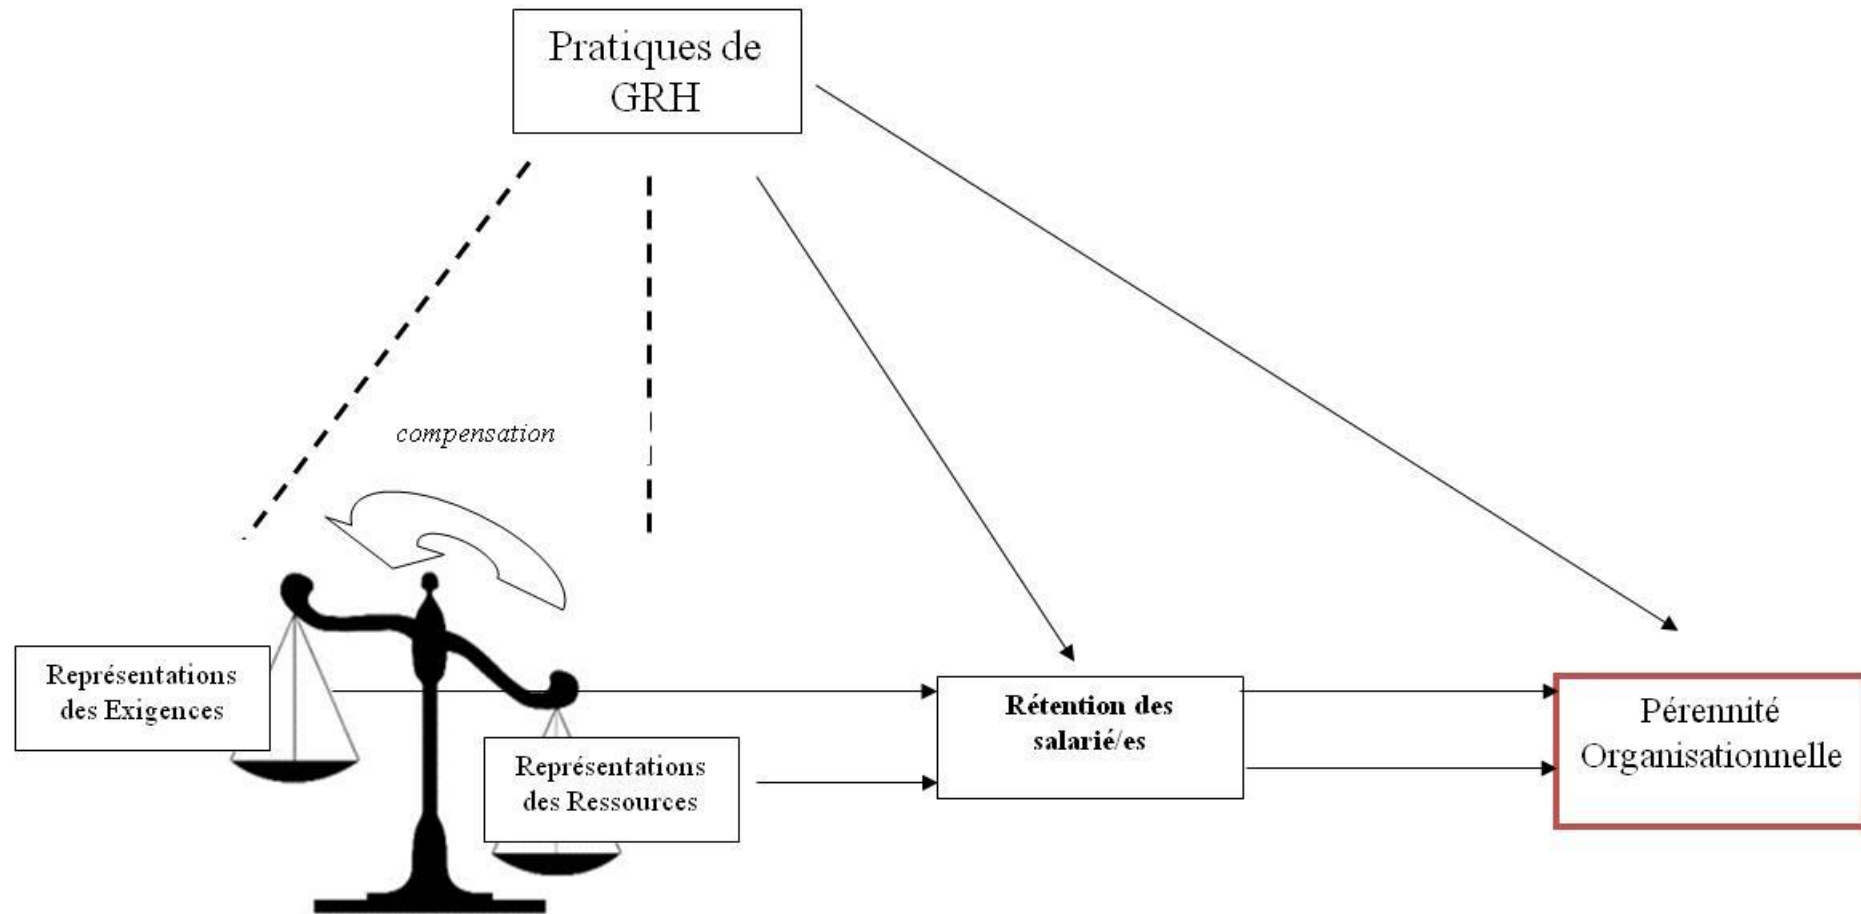 Pratiques de
GRH
compensation
Représentations
des Exigences
Représentations
des Ressources
Rétention des
salarié/es
Pérennité
Organisationnelle